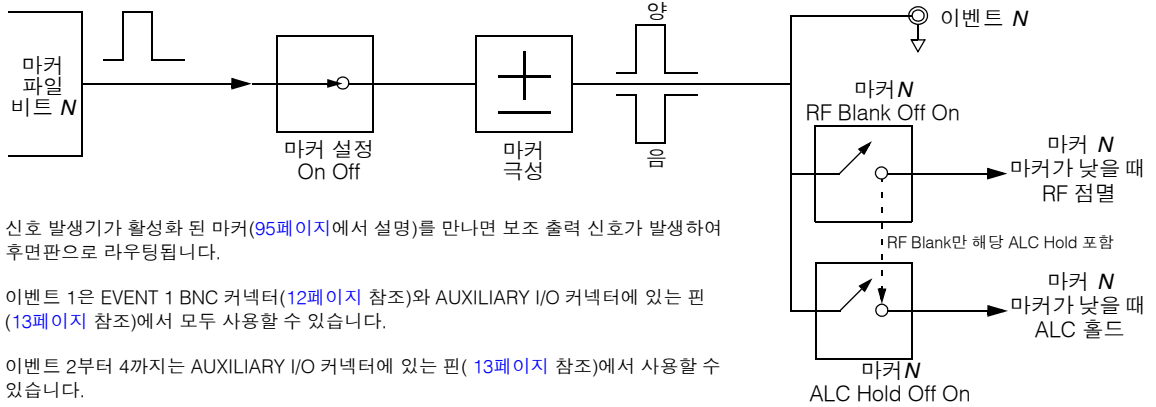 마커
파일
비트 N
마커 설정
On Off
마커
극성
양
음
이벤트 N
마커N
RF Blank Off On
마커 N
마커가 낮을 때
RF 점멸
RF Blank만 해당 ALC Hold 포함
마커 N
마커가 낮을 때
ALC 홀드
마커N
ALC Hold Off On
신호 발생기가 활성화 된 마커(95페이지에서 설명)를 만나면 보조 출력 신호가 발생하여
후면판으로 라우팅됩니다.
이벤트 1은 EVENT 1 BNC 커넥터(12페이지 참조)와 AUXILIARY I/O 커넥터에 있는 핀
(13페이지 참조)에서 모두 사용할 수 있습니다.
이벤트 2부터 4까지는 AUXILIARY I/O 커넥터에 있는 핀( 13페이지 참조)에서 사용할 수
있습니다.